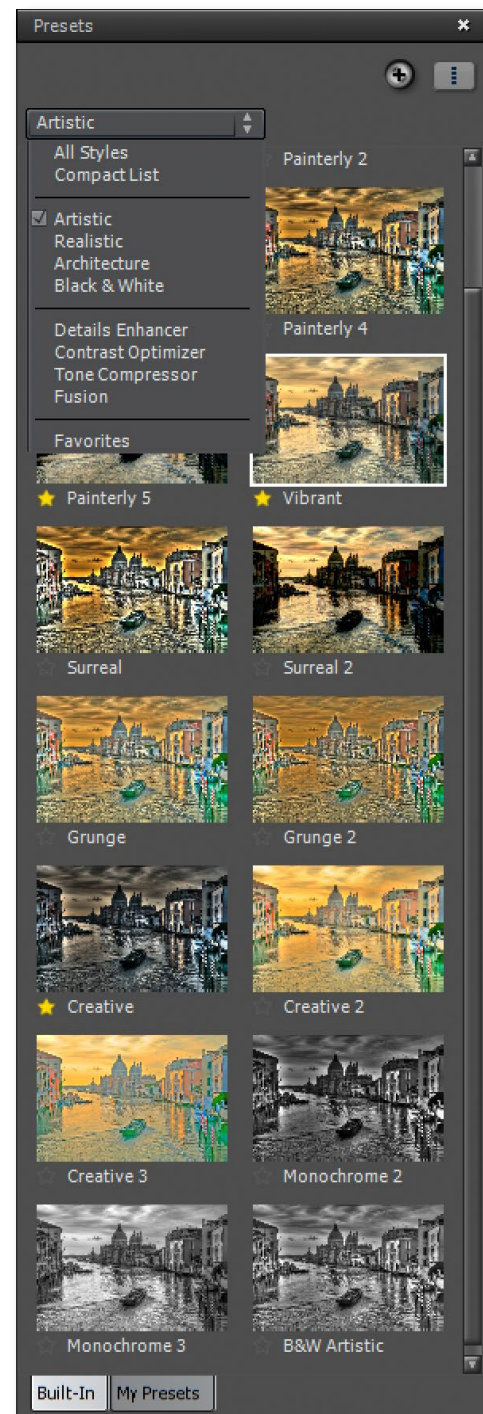 Presets
Artistic
All Styles
Compact List
Artistic
Realistic
Architecture
Black & White
Details Enhancer
Contrast Optimizer
Tone Compressor
Fusion
Favorites
Painterly 2
Painterly 4
Painterly 5
Vibrant
Surreal
Surreal 2
Grunge
Grunge 2
Creative
Creative 2
Creative 3
Monochrome 2
Monochrome 3
B&W Artistic
Built-In
My Presets